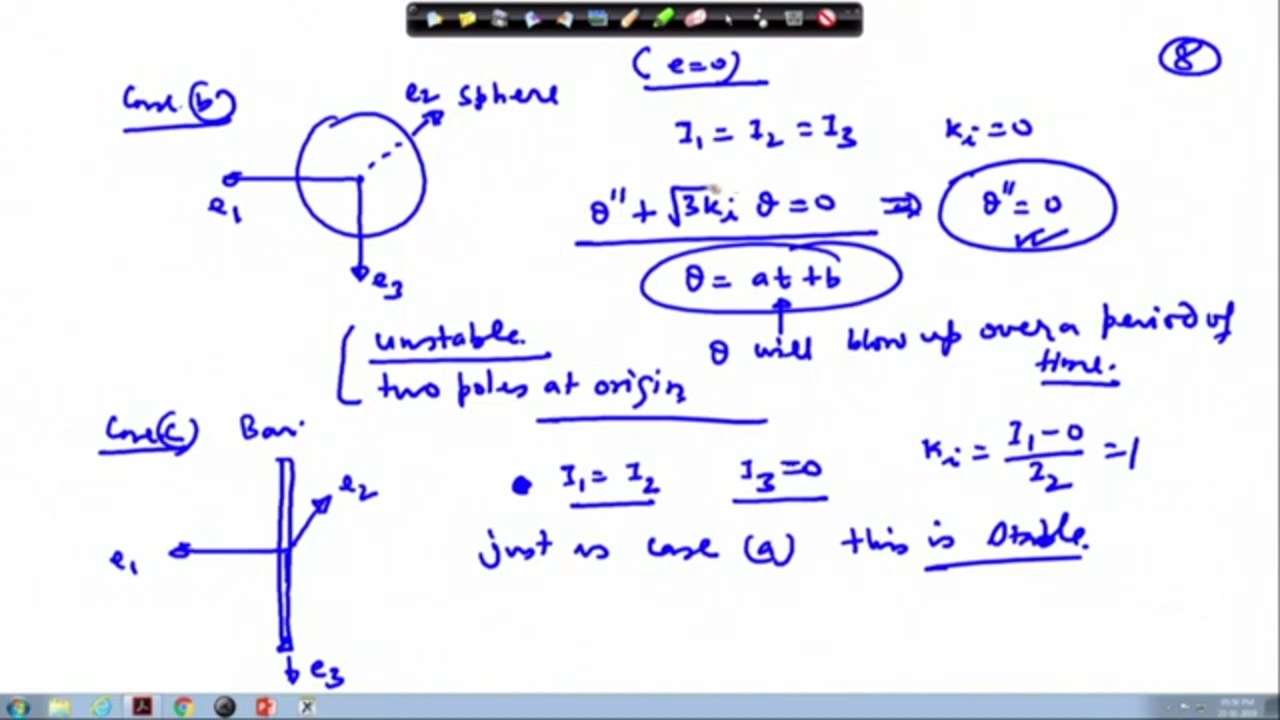 (e=0)
8
Case (b)
e2 sphere
I1 = I2 = I3
ki = 0
e1
θ'' + √3ki θ = 0 ⇒ θ'' = 0
e3
θ = at + b
unstable.
two poles at origin
θ will blow up over a period of
time.
Case (c) Bar
ki = I1-0 / I2 = 1
e2
I1 = I2
I3 = 0
e1
just as case (a) this is stable.
e3